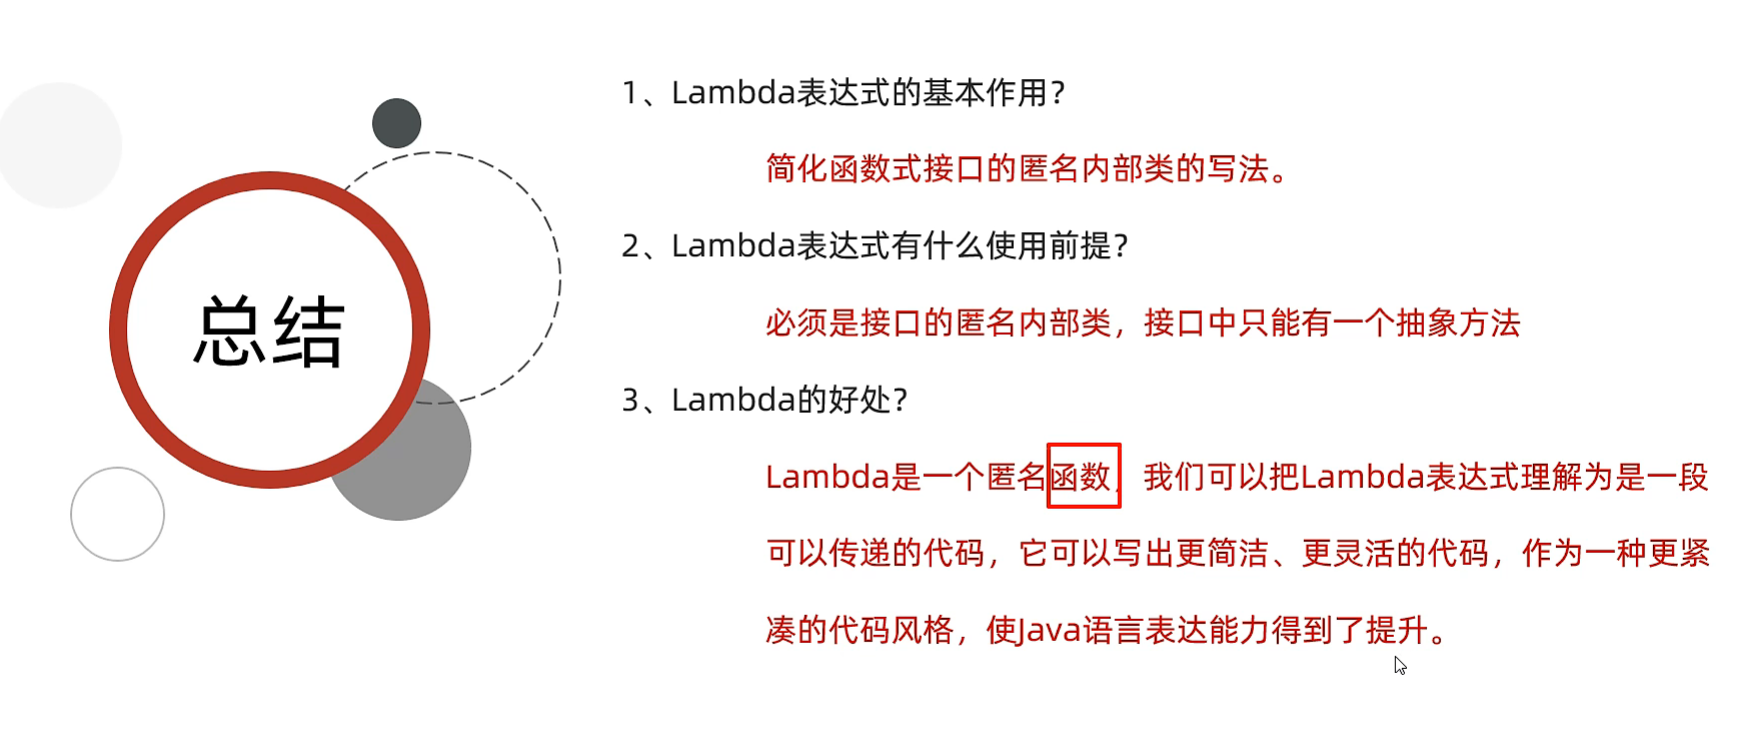 总结
1、Lambda表达式的基本作用？
简化函数式接口的匿名内部类的写法。
2、Lambda表达式有什么使用前提？
必须是接口的匿名内部类，接口中只能有一个抽象方法
3、Lambda的好处？
Lambda是一个匿名函数，我们可以把Lambda表达式理解为是一段
可以传递的代码，它可以写出更简洁、更灵活的代码，作为一种更紧
凑的代码风格，使Java语言表达能力得到了提升。